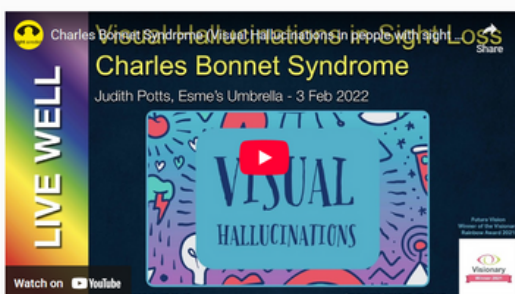 Charles Bonnet Syndrome (Visual Hallucinations in people with sight ...
Visual Hallucinations in Sight Loss
Share
Charles Bonnet Syndrome
Judith Potts, Esme's Umbrella - 3 Feb 2022
LIVE WELL
VISUAL
HALLUCINATIONS
Future Vision
Winner of the Visionary
Rainbow Award 2021
Visionary
Winner 2021
Watch on YouTube